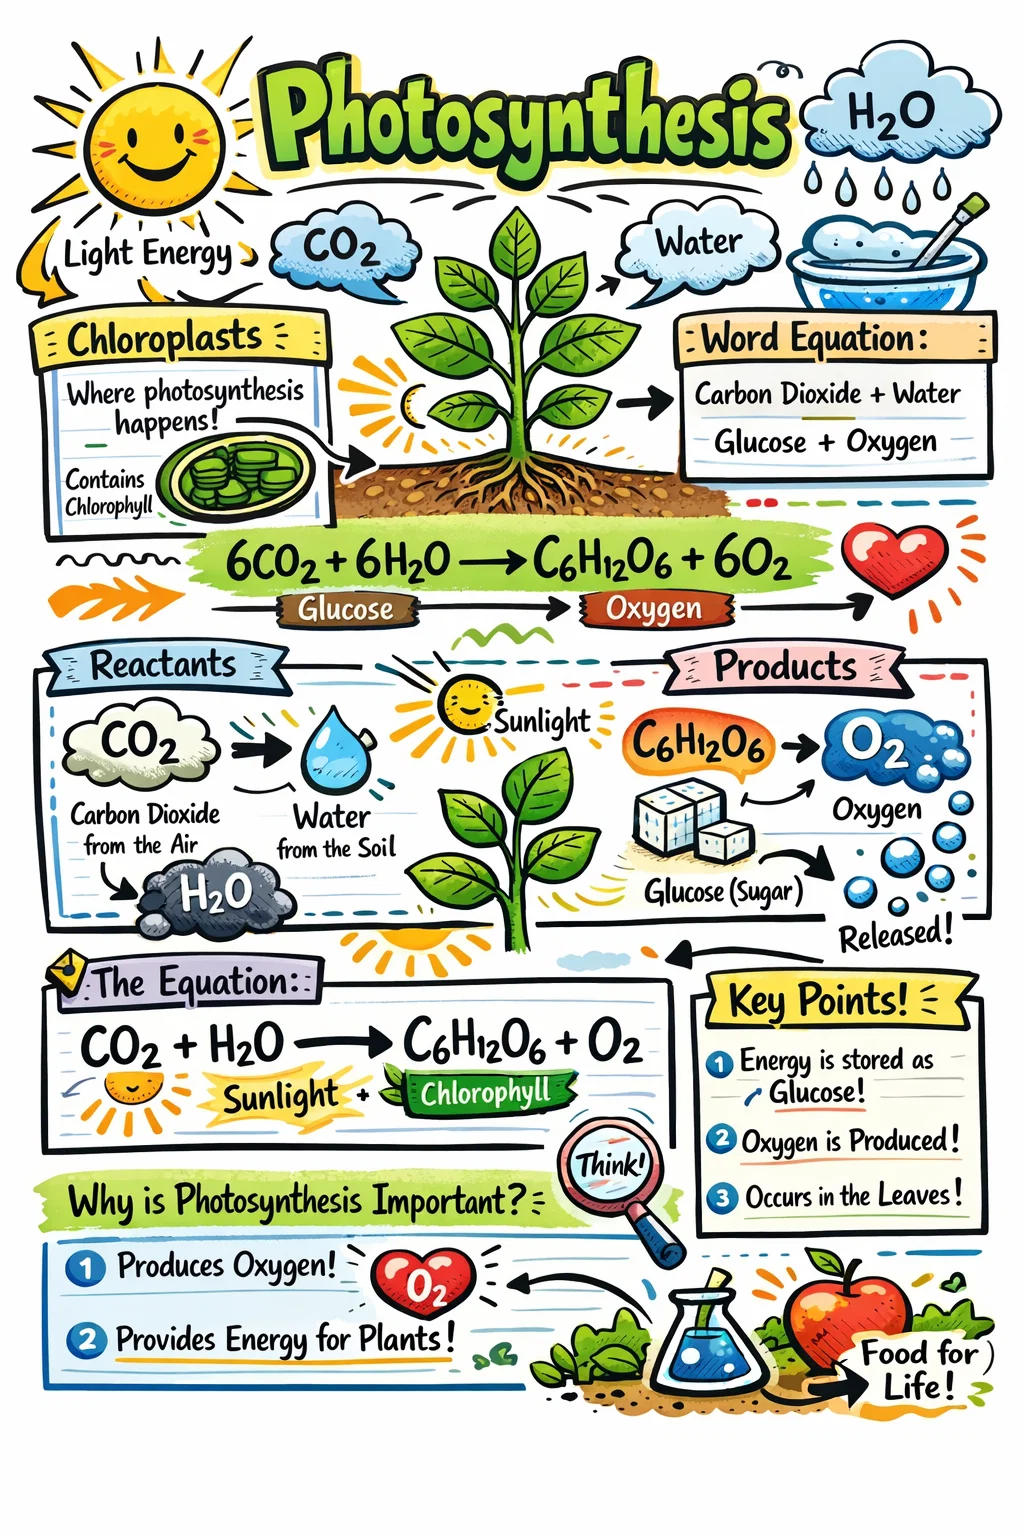 Photosynthesis
H₂O
Light Energy
CO₂
Water
Chloroplasts
Where photosynthesis
happens!
Contains
Chlorophyll
Word Equation:
Carbon Dioxide + Water
Glucose + Oxygen
6CO₂ + 6H₂O → C₆H₁₂O₆ + 6O₂
Glucose
Oxygen
Reactants
CO₂
Carbon Dioxide
from the Air
Water
from the Soil
H₂O
Sunlight
Products
C₆H₁₂O₆
O₂
Oxygen
Glucose (Sugar)
Released!
The Equation:
CO₂ + H₂O → C₆H₁₂O₆ + O₂
Sunlight + Chlorophyll
Key Points!
1 Energy is stored as
Glucose!
2 Oxygen is Produced!
3 Occurs in the Leaves!
Think!
Why is Photosynthesis Important?
1 Produces Oxygen!
O₂
2 Provides Energy for Plants!
Food for
Life!